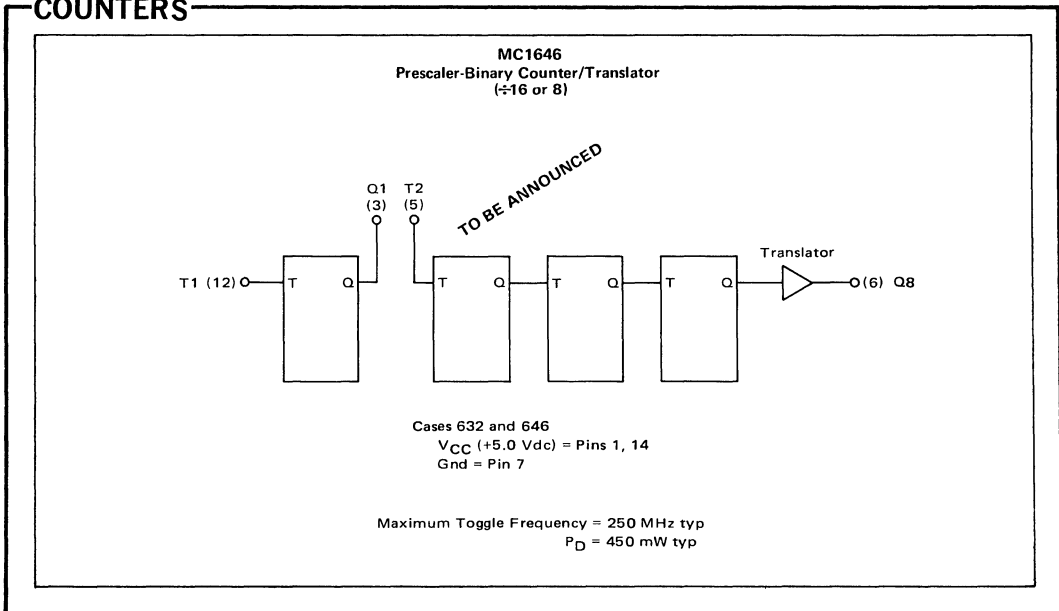 COUNTERS
MC1646
Prescaler-Binary Counter/Translator
(÷16 or 8)
TO BE ANNOUNCED
Q1 T2
(3) (5)
Translator
T1 (12) T Q T Q T Q T Q (6) Q8
Cases 632 and 646
VCC (+5.0 Vdc) = Pins 1, 14
Gnd = Pin 7
Maximum Toggle Frequency = 250 MHz typ
PD = 450 mW typ